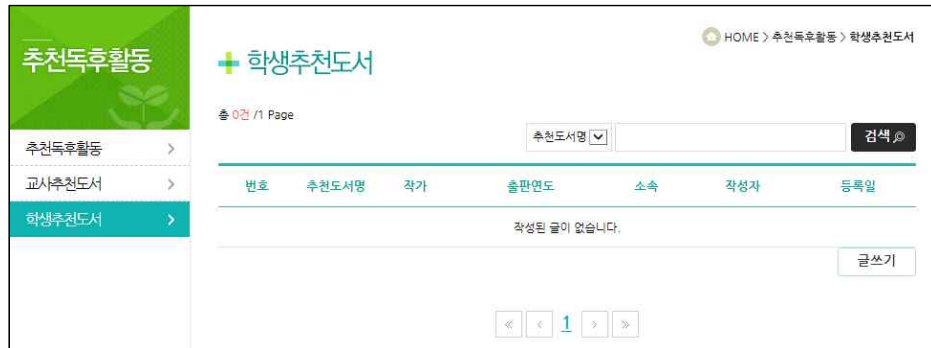 추천독후활동
추천독후활동 >
교사추천도서 >
학생추천도서 >
HOME > 추천독후활동 > 학생추천도서
학생추천도서
총 0건 /1 Page
추천도서명 검색
번호 추천도서명 작가 출판연도 소속 작성자 등록일
작성된 글이 없습니다.
글쓰기
« < 1 > »